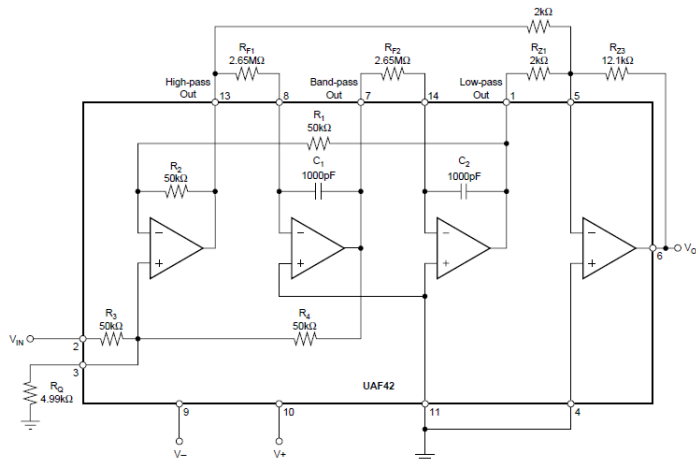 2kΩ
RF1
2.65MΩ
RF2
2.65MΩ
RZ1
2kΩ
RZ3
12.1kΩ
High-pass
Out
13
8
Band-pass
Out
7
14
Low-pass
Out
1
5
R1
50kΩ
R2
50kΩ
C1
1000pF
C2
1000pF
−
+
−
+
−
+
−
+
6
VO
VIN
2
R3
50kΩ
R4
50kΩ
3
RQ
4.99kΩ
UAF42
9
10
11
4
V−
V+